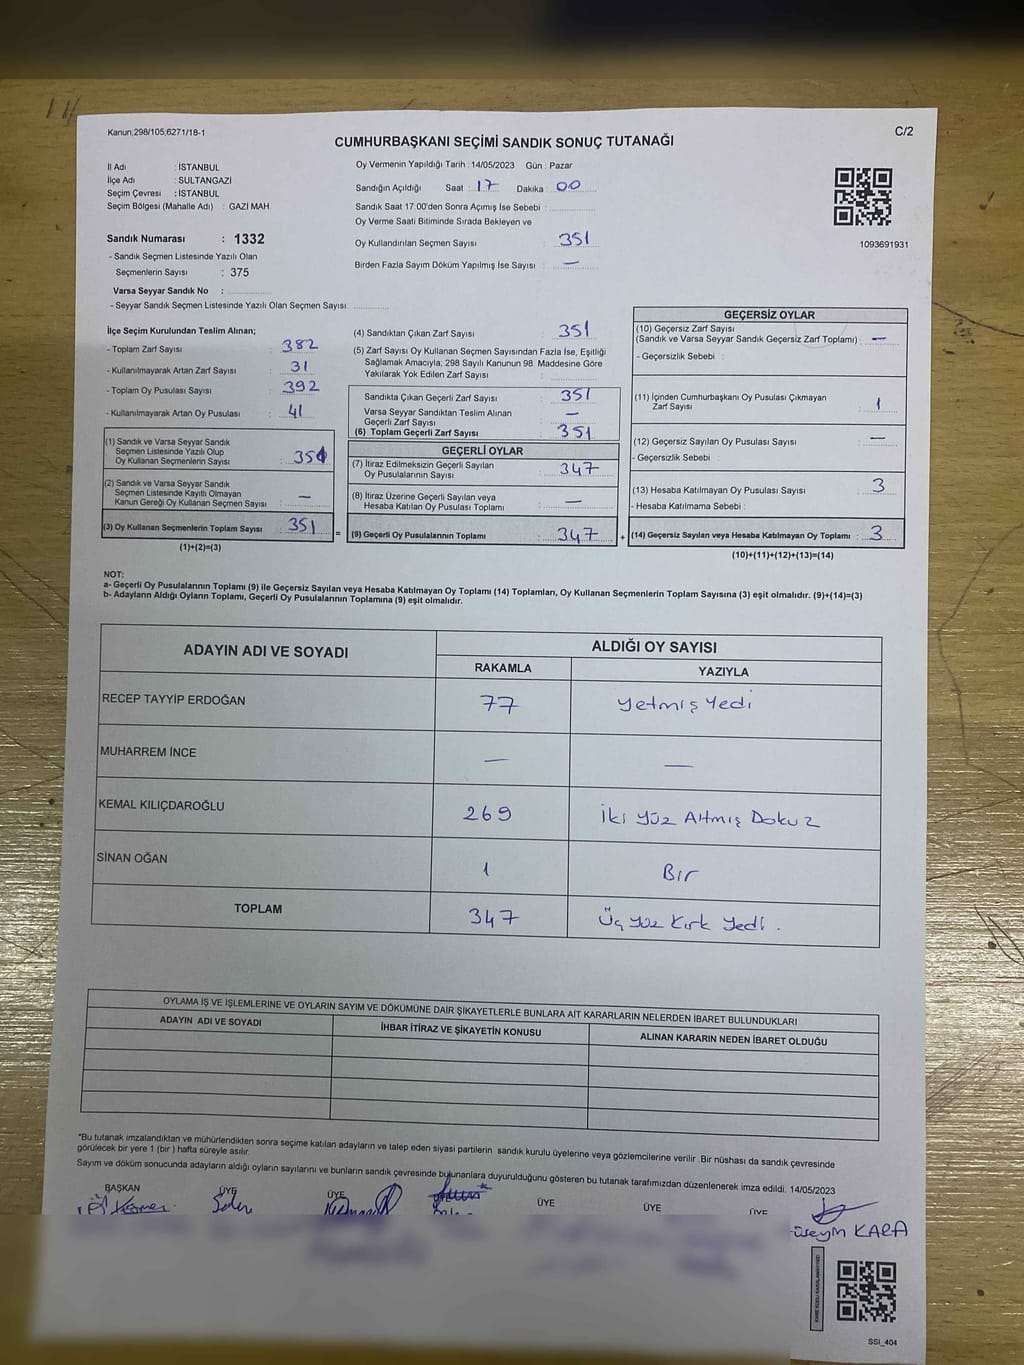 Kanun;298/105,6271/18-1
C/2
CUMHURBAŞKANI SEÇİMİ SANDIK SONUÇ TUTANAĞI
İl Adı : İSTANBUL
İlçe Adı : SULTANGAZİ
Seçim Çevresi : İSTANBUL
Seçim Bölgesi (Mahalle Adı) : GAZİ MAH.
Sandık Numarası : 1332
- Sandık Seçmen Listesinde Yazılı Olan
Seçmenlerin Sayısı : 375
Varsa Seyyar Sandık No :
- Seyyar Sandık Seçmen Listesinde Yazılı Olan Seçmen Sayısı:
Oy Vermenin Yapıldığı Tarih : 14/05/2023 Gün : Pazar
Sandığın Açıldığı Saat : 17 Dakika : 00
Sandık Saat 17:00'den Sonra Açımış İse Sebebi :
Oy Verme Saati Bitiminde Sırada Bekleyen ve
Oy Kullandırılan Seçmen Sayısı : 351
Birden Fazla Sayım Döküm Yapılmış İse Sayısı : —
1093691931
İlçe Seçim Kurulundan Teslim Alınan;
- Toplam Zarf Sayısı : 382
- Kullanılmayarak Artan Zarf Sayısı : 31
- Toplam Oy Pusulası Sayısı : 392
- Kullanılmayarak Artan Oy Pusulası : 41
(1) Sandık ve Varsa Seyyar Sandık
Seçmen Listesinde Yazılı Olup
Oy Kullanan Seçmenlerin Sayısı : 351
(2) Sandık ve Varsa Seyyar Sandık
Seçmen Listesinde Kayıtlı Olmayan
Kanun Gereği Oy Kullanan Seçmen Sayısı : —
(3) Oy Kullanan Seçmenlerin Toplam Sayısı : 351
(1)+(2)=(3)
(4) Sandıktan Çıkan Zarf Sayısı : 351
(5) Zarf Sayısı Oy Kullanan Seçmen Sayısından Fazla İse, Eşitliği
Sağlamak Amacıyla, 298 Sayılı Kanunun 98. Maddesine Göre
Yakılarak Yok Edilen Zarf Sayısı :
Sandıkta Çıkan Geçerli Zarf Sayısı : 351
Varsa Seyyar Sandıktan Teslim Alınan
Geçerli Zarf Sayısı : —
(6) Toplam Geçerli Zarf Sayısı : 351
GEÇERLİ OYLAR
(7) İtiraz Edilmeksizin Geçerli Sayılan
Oy Pusulalarının Sayısı : 347
(8) İtiraz Üzerine Geçerli Sayılan veya
Hesaba Katılan Oy Pusulası Toplamı : —
= (9) Geçerli Oy Pusulalarının Toplamı : 347
GEÇERSİZ OYLAR
(10) Geçersiz Zarf Sayısı
(Sandık ve Varsa Seyyar Sandık Geçersiz Zarf Toplamı) : —
- Geçersizlik Sebebi :
(11) İçinden Cumhurbaşkanı Oy Pusulası Çıkmayan
Zarf Sayısı : 1
(12) Geçersiz Sayılan Oy Pusulası Sayısı : —
- Geçersizlik Sebebi :
(13) Hesaba Katılmayan Oy Pusulası Sayısı : 3
- Hesaba Katılmama Sebebi :
+ (14) Geçersiz Sayılan veya Hesaba Katılmayan Oy Toplamı : 3
(10)+(11)+(12)+(13)=(14)
NOT:
a- Geçerli Oy Pusulalarının Toplamı (9) ile Geçersiz Sayılan veya Hesaba Katılmayan Oy Toplamı (14) Toplamları, Oy Kullanan Seçmenlerin Toplam Sayısına (3) eşit olmalıdır. (9)+(14)=(3)
b- Adayların Aldığı Oyların Toplamı, Geçerli Oy Pusulalarının Toplamına (9) eşit olmalıdır.
ADAYIN ADI VE SOYADI ALDIĞI OY SAYISI
RAKAMLA YAZIYLA
RECEP TAYYİP ERDOĞAN 77 Yetmiş Yedi
MUHARREM İNCE — —
KEMAL KILIÇDAROĞLU 269 İki Yüz Altmış Dokuz
SİNAN OĞAN 1 Bır
TOPLAM 347 Üç Yüz Kırk Yedi.
OYLAMA İŞ VE İŞLEMLERİNE VE OYLARIN SAYIM VE DÖKÜMÜNE DAİR ŞİKAYETLERLE BUNLARA AİT KARARLARIN NELERDEN İBARET BULUNDUKLARI
ADAYIN ADI VE SOYADI İHBAR İTİRAZ VE ŞİKAYETİN KONUSU ALINAN KARARIN NEDEN İBARET OLDUĞU
*Bu tutanak imzalandıktan ve mühürlendikten sonra seçime katılan adayların ve talep eden siyasi partilerin sandık kurulu üyelerine veya gözlemcilerine verilir .Bir nüshası da sandık çevresinde
görülecek bir yere 1 (bir ) hafta süreyle asılır.
Sayım ve döküm sonucunda adayların aldığı oyların sayılarını ve bunların sandık çevresinde bulunanlara duyurulduğunu gösteren bu tutanak tarafımızdan düzenlenerek imza edildi. 14/05/2023
BAŞKAN ÜYE ÜYE ÜYE ÜYE ÜYE
KARA
SSI_404